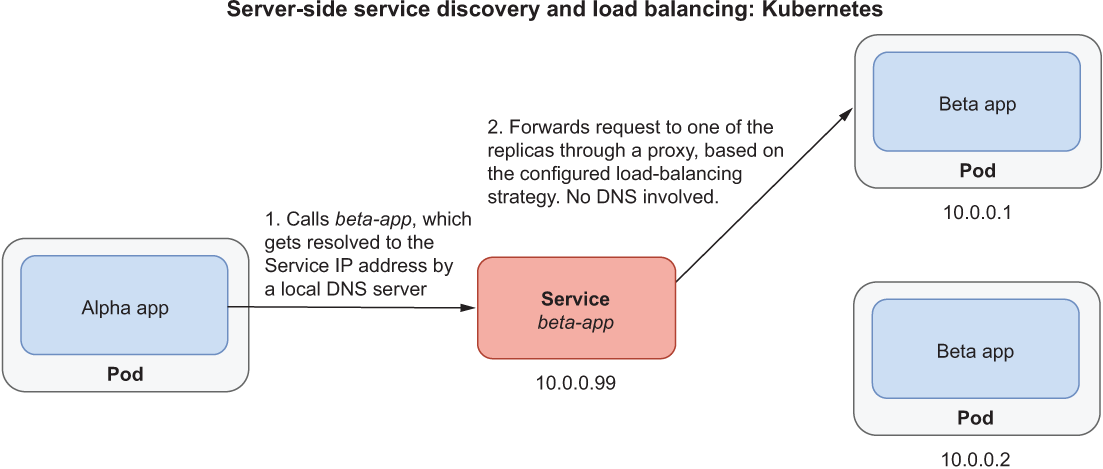 Server-side service discovery and load balancing: Kubernetes
Beta app
Pod
10.0.0.1
2. Forwards request to one of the
replicas through a proxy, based on
the configured load-balancing
strategy. No DNS involved.
1. Calls beta-app, which
gets resolved to the
Service IP address by
a local DNS server
Alpha app
Pod
Service
beta-app
10.0.0.99
Beta app
Pod
10.0.0.2